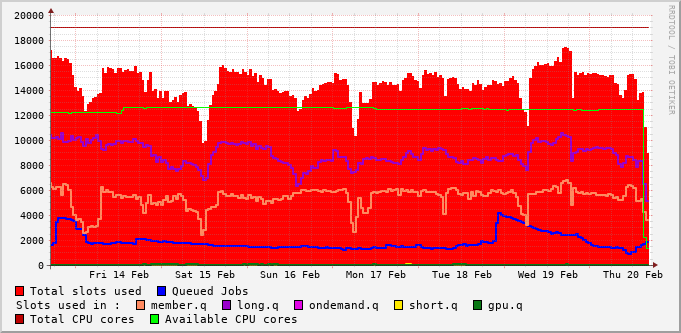 20000
18000
16000
14000
12000
10000
8000
6000
4000
2000
0
Fri 14 Feb Sat 15 Feb Sun 16 Feb Mon 17 Feb Tue 18 Feb Wed 19 Feb Thu 20 Feb
Total slots used Queued Jobs
Slots used in : member.q long.q ondemand.q short.q gpu.q
Total CPU cores Available CPU cores
RRDTOOL / TOBI OETIKER